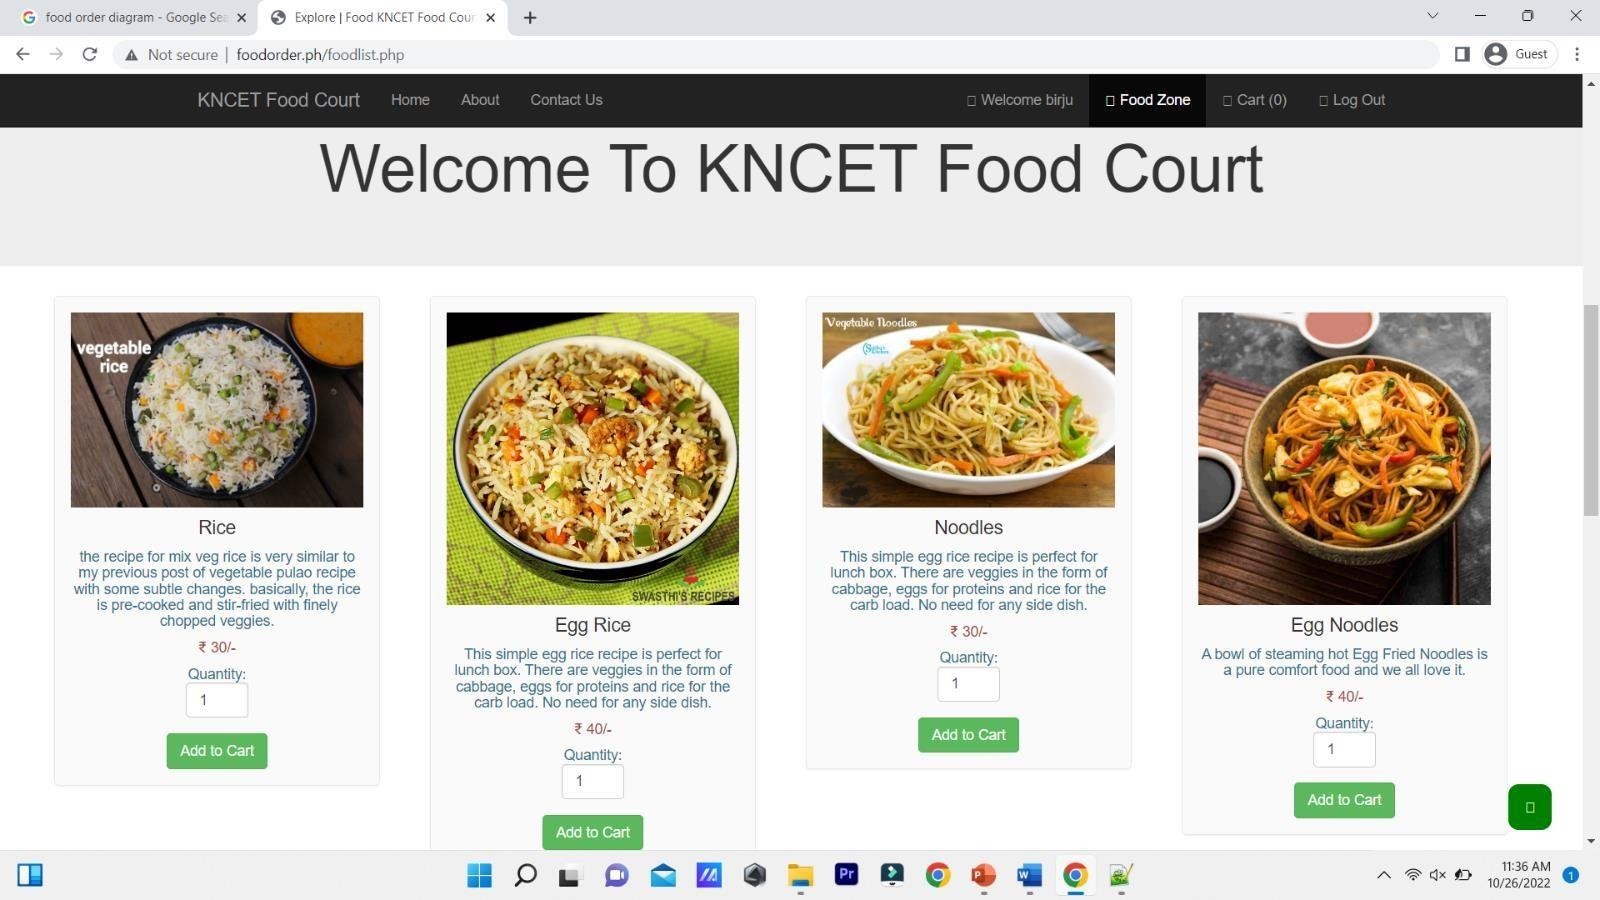 food order diagram - Google Sea
Explore | Food KNCET Food Cour
Not secure | foodorder.ph/foodlist.php
Guest
KNCET Food Court Home About Contact Us Welcome birju Food Zone Cart (0) Log Out
Welcome To KNCET Food Court
vegetable
rice
Rice
the recipe for mix veg rice is very similar to
my previous post of vegetable pulao recipe
with some subtle changes. basically, the rice
is pre-cooked and stir-fried with finely
chopped veggies.
₹ 30/-
Quantity:
1
Add to Cart
SWASTHI'S RECIPES
Egg Rice
This simple egg rice recipe is perfect for
lunch box. There are veggies in the form of
cabbage, eggs for proteins and rice for the
carb load. No need for any side dish.
₹ 40/-
Quantity:
1
Add to Cart
Vegetable Noodles
Noodles
This simple egg rice recipe is perfect for
lunch box. There are veggies in the form of
cabbage, eggs for proteins and rice for the
carb load. No need for any side dish.
₹ 30/-
Quantity:
1
Add to Cart
Egg Noodles
A bowl of steaming hot Egg Fried Noodles is
a pure comfort food and we all love it.
₹ 40/-
Quantity:
1
Add to Cart
Pr
P
W
11:36 AM
10/26/2022
1